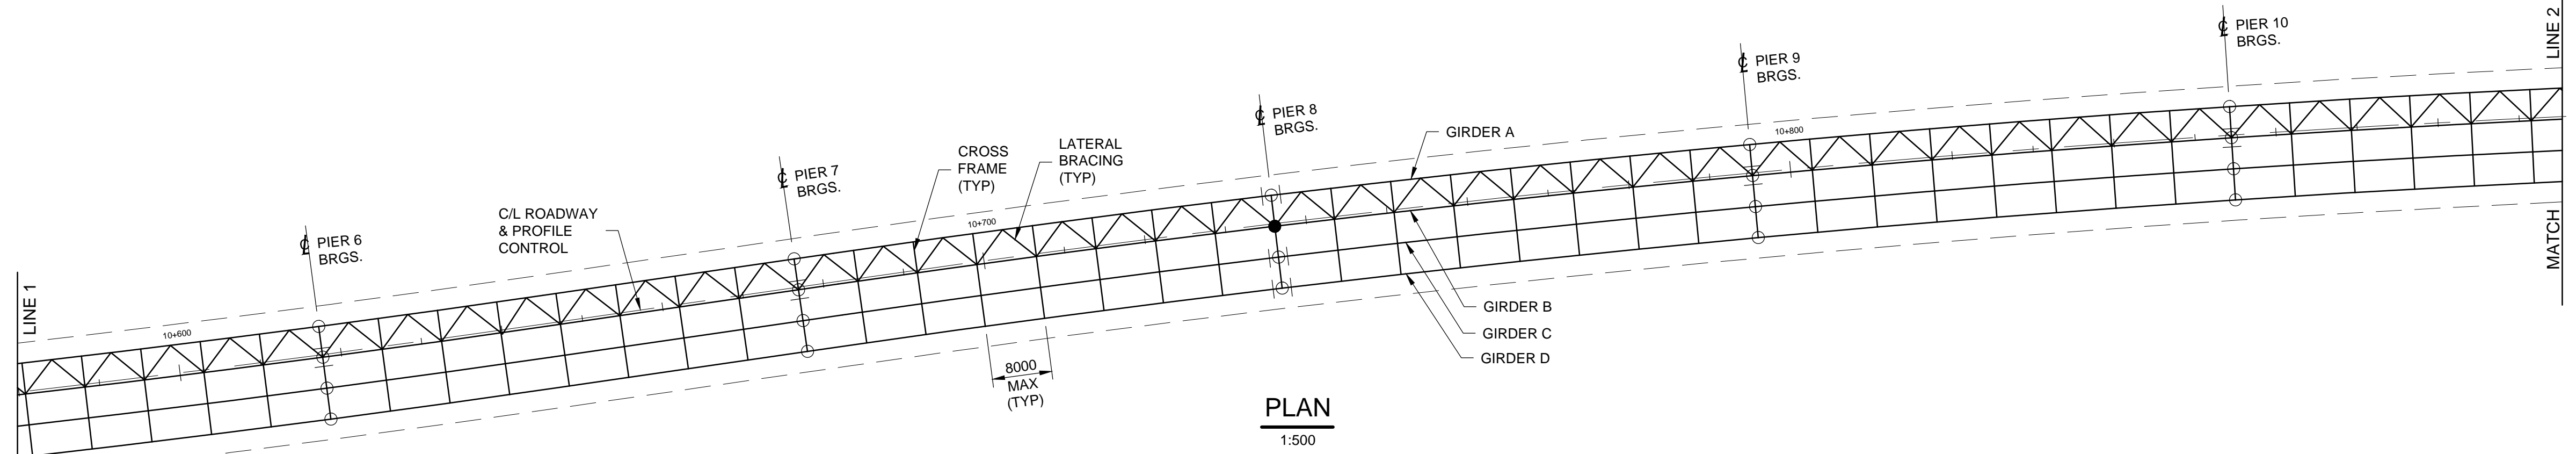 LINE 1
10+600
℄ PIER 6
BRGS.
C/L ROADWAY
& PROFILE
CONTROL
℄ PIER 7
BRGS.
CROSS
FRAME
(TYP)
LATERAL
BRACING
(TYP)
10+700
8000
MAX
(TYP)
℄ PIER 8
BRGS.
GIRDER A
GIRDER B
GIRDER C
GIRDER D
℄ PIER 9
BRGS.
10+800
℄ PIER 10
BRGS.
LINE 2
MATCH
PLAN
1:500